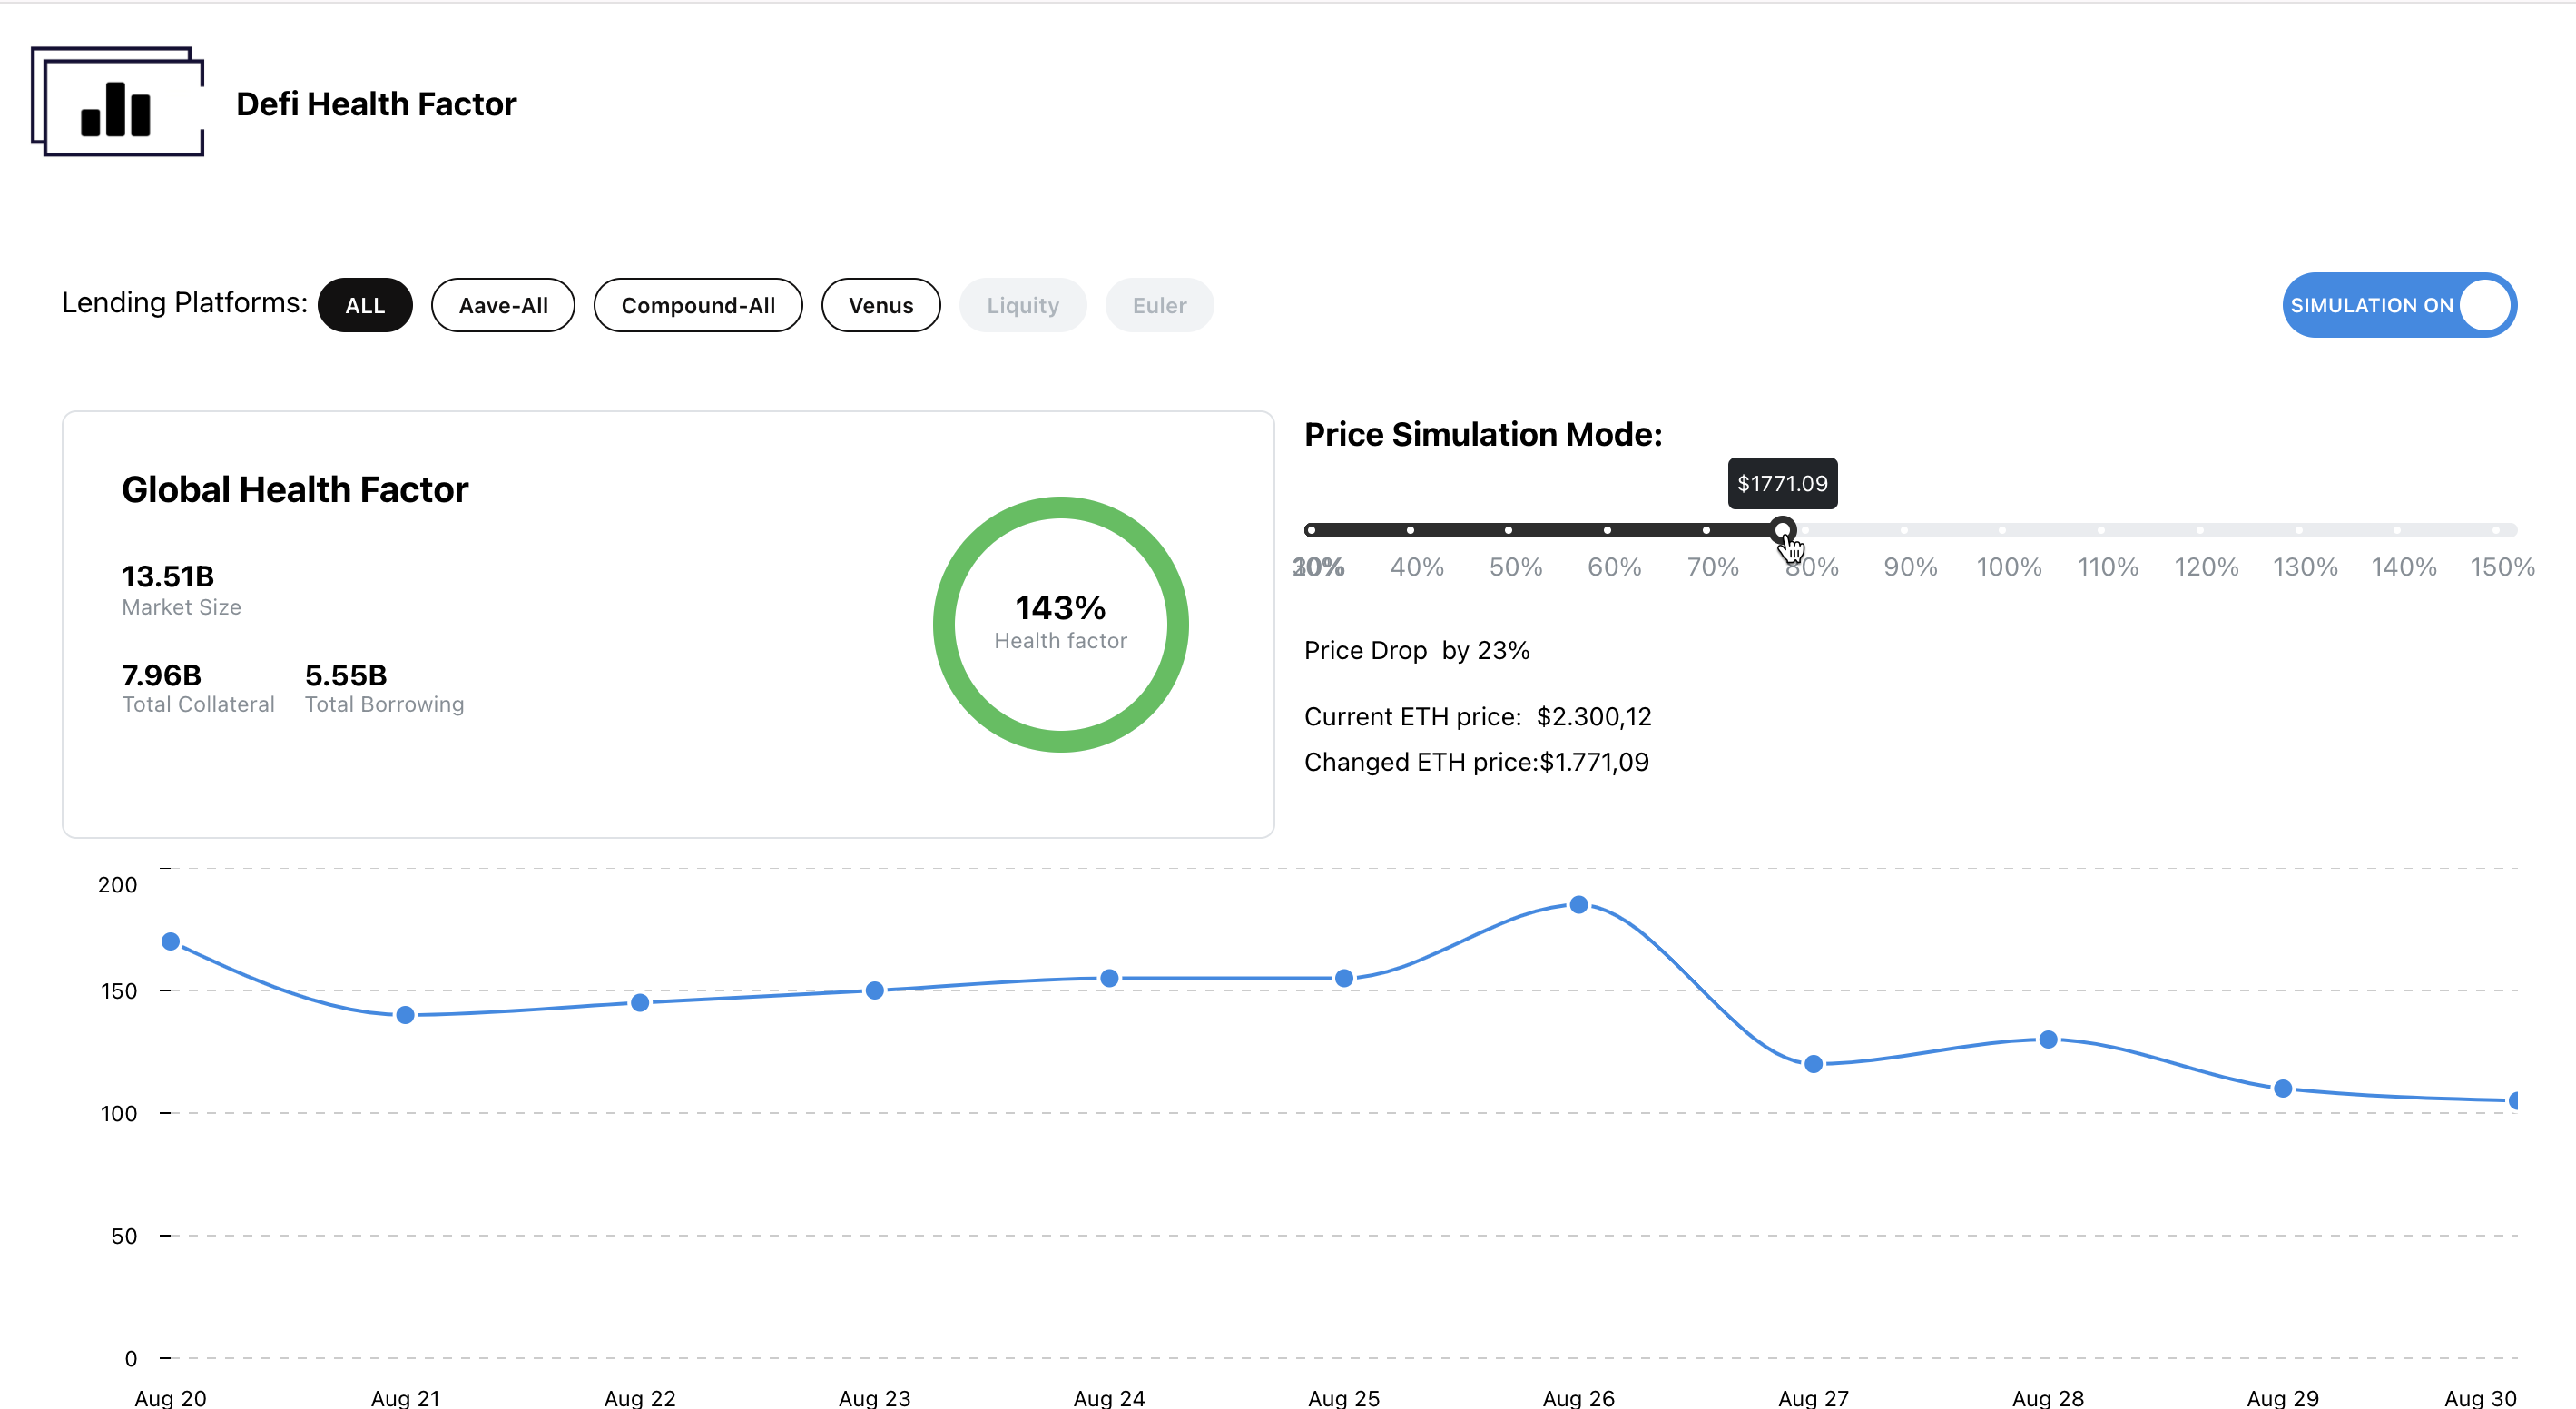 Defi Health Factor
Lending Platforms: ALL Aave-All Compound-All Venus Liquity Euler SIMULATION ON
Global Health Factor
13.51B
Market Size
7.96B 5.55B
Total Collateral Total Borrowing
143%
Health factor
Price Simulation Mode:
$1771.09
40% 50% 60% 70% 80% 90% 100% 110% 120% 130% 140% 150%
Price Drop by 23%
Current ETH price: $2.300,12
Changed ETH price:$1.771,09
200
150
100
50
0
Aug 20 Aug 21 Aug 22 Aug 23 Aug 24 Aug 25 Aug 26 Aug 27 Aug 28 Aug 29 Aug 30